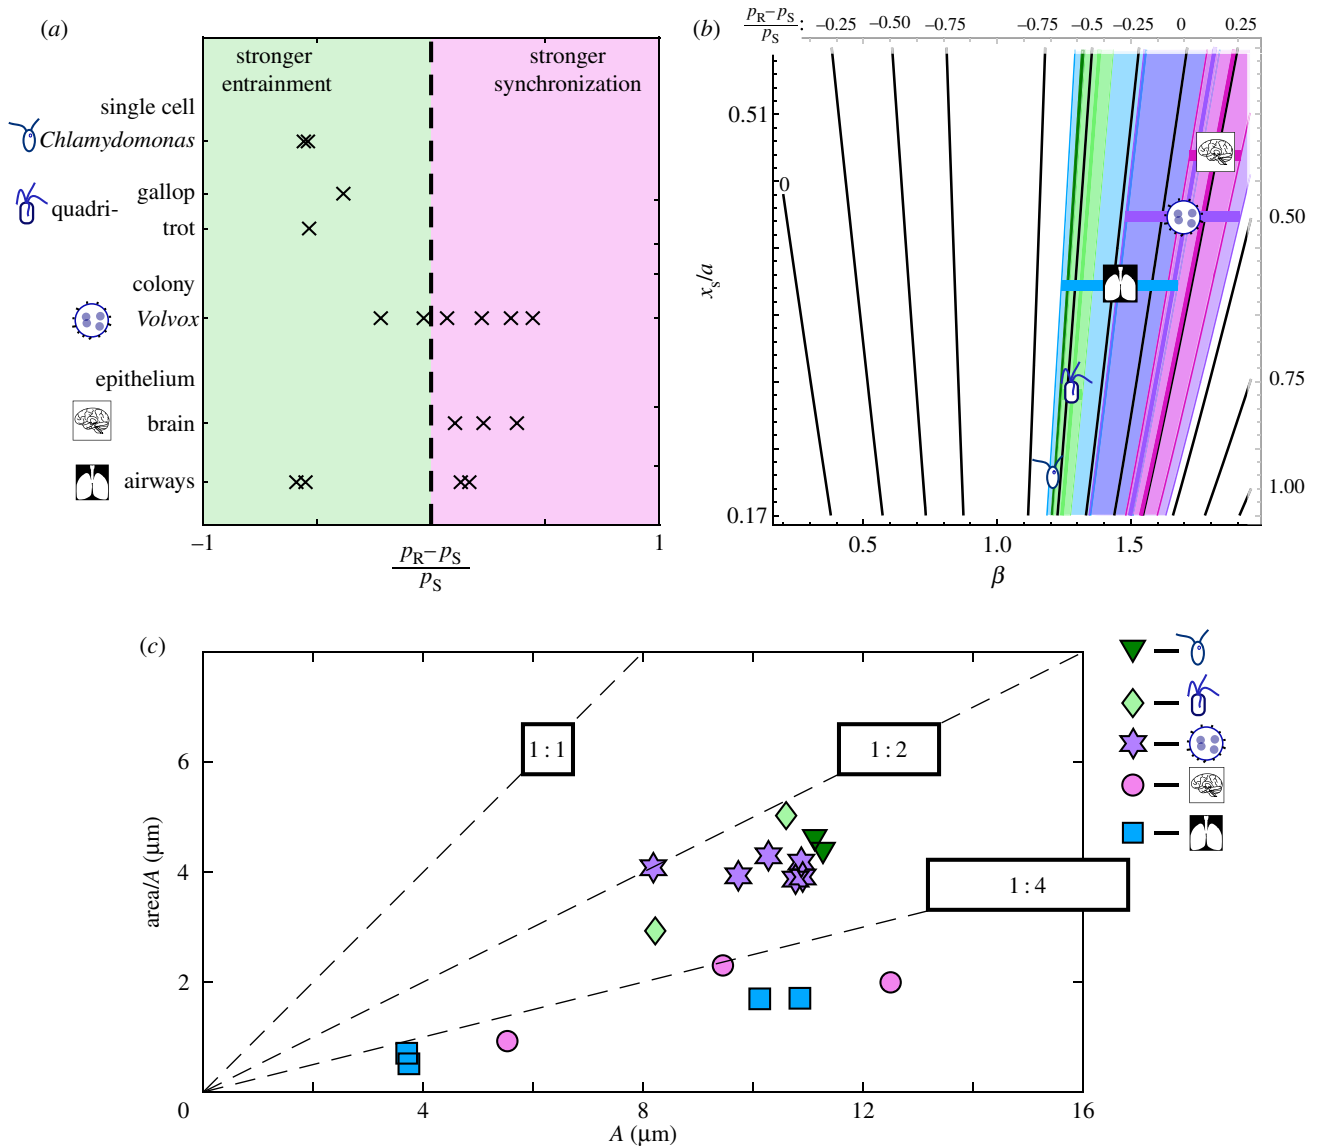 (a)
stronger entrainment
stronger synchronization
single cell
Chlamydomonas
gallop
quadri-
trot
colony
Volvox
epithelium
brain
airways
–1
0
1
pR–pS
pS
(b)
pR–pS
pS
:
–0.25 –0.50 –0.75 –0.75 –0.5 –0.25 0 0.25
0.51
0
0.50
xs/a
0.75
1.00
0.17
0.5 1.0 1.5
β
(c)
1 : 1
1 : 2
6
area/A (µm)
4
1 : 4
2
0
4 8 12 16
A (µm)